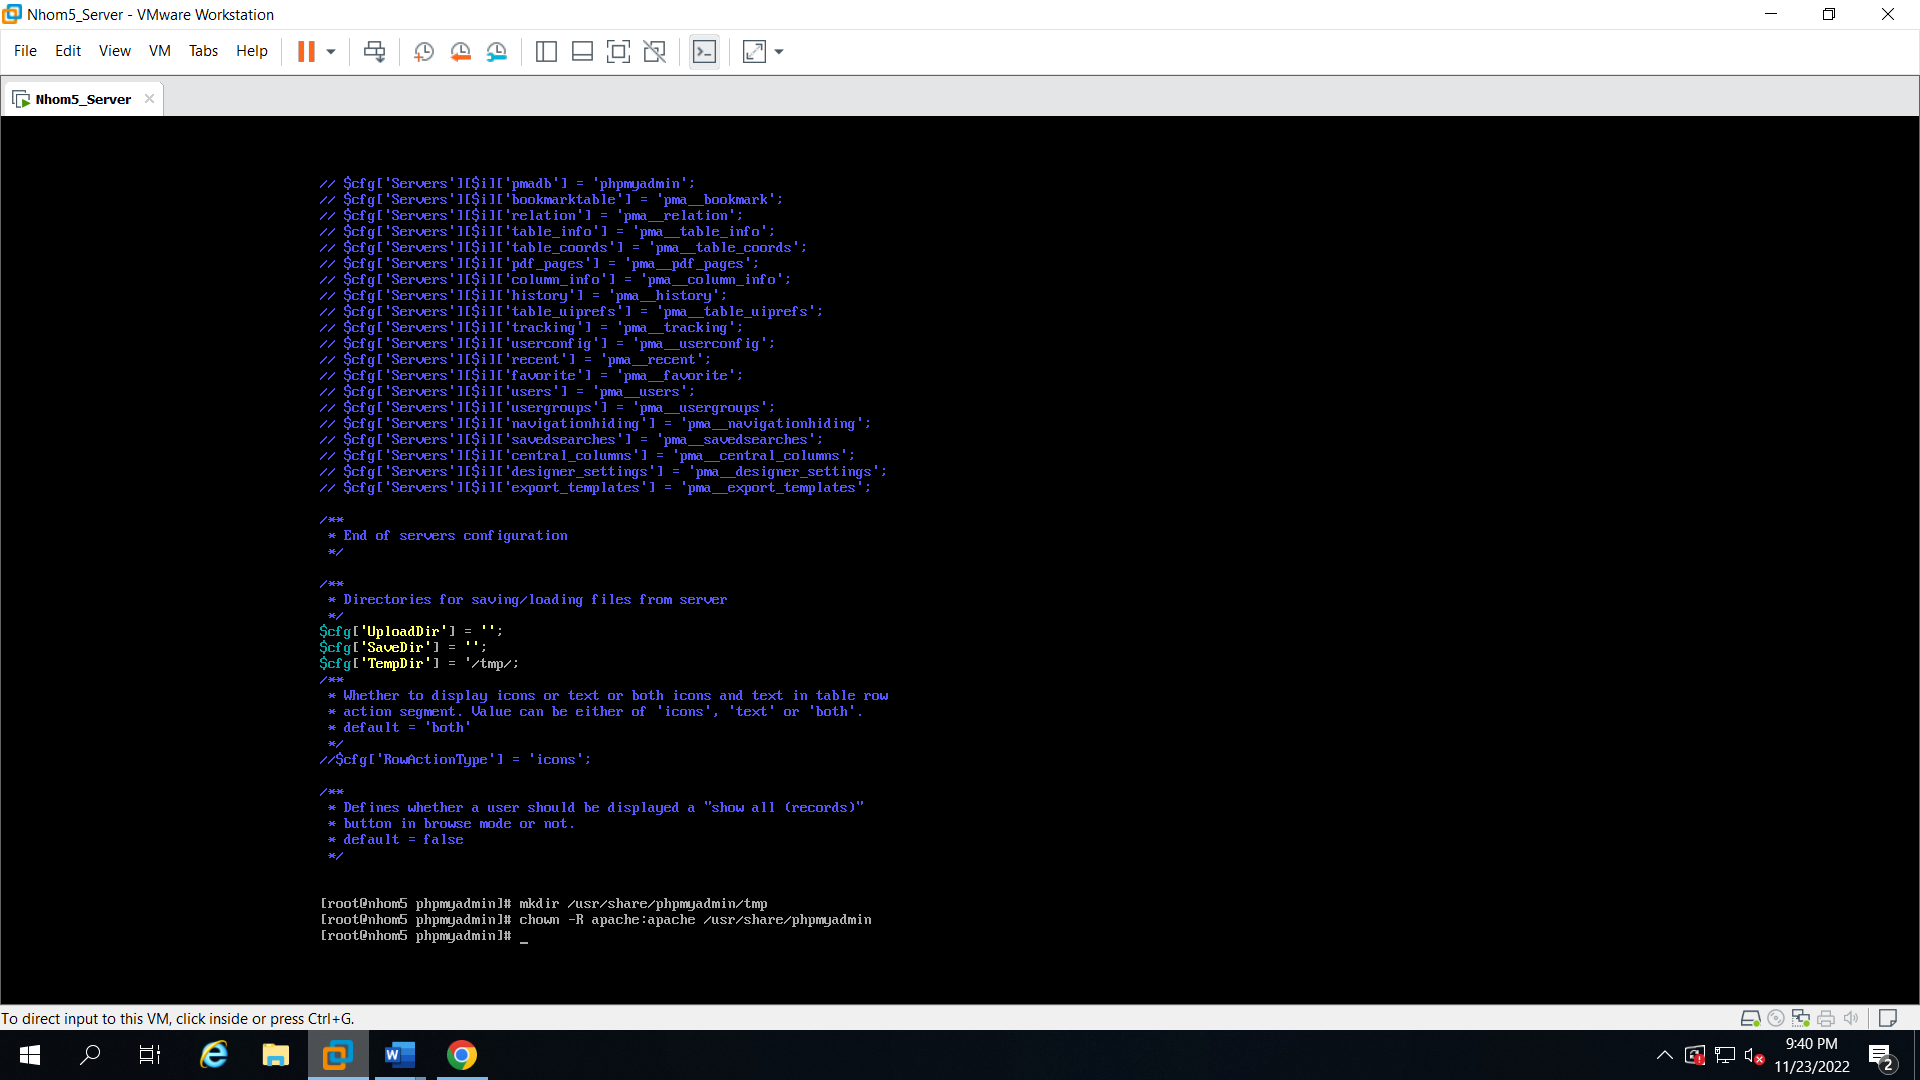 Nhom5_Server - VMware Workstation
File Edit View VM Tabs Help
Nhom5_Server
// $cfg['Servers'][$i]['pmadb'] = 'phpmyadmin';
// $cfg['Servers'][$i]['bookmarktable'] = 'pma__bookmark';
// $cfg['Servers'][$i]['relation'] = 'pma__relation';
// $cfg['Servers'][$i]['table_info'] = 'pma__table_info';
// $cfg['Servers'][$i]['table_coords'] = 'pma__table_coords';
// $cfg['Servers'][$i]['pdf_pages'] = 'pma__pdf_pages';
// $cfg['Servers'][$i]['column_info'] = 'pma__column_info';
// $cfg['Servers'][$i]['history'] = 'pma__history';
// $cfg['Servers'][$i]['table_uiprefs'] = 'pma__table_uiprefs';
// $cfg['Servers'][$i]['tracking'] = 'pma__tracking';
// $cfg['Servers'][$i]['userconfig'] = 'pma__userconfig';
// $cfg['Servers'][$i]['recent'] = 'pma__recent';
// $cfg['Servers'][$i]['favorite'] = 'pma__favorite';
// $cfg['Servers'][$i]['users'] = 'pma__users';
// $cfg['Servers'][$i]['usergroups'] = 'pma__usergroups';
// $cfg['Servers'][$i]['navigationhiding'] = 'pma__navigationhiding';
// $cfg['Servers'][$i]['savedsearches'] = 'pma__savedsearches';
// $cfg['Servers'][$i]['central_columns'] = 'pma__central_columns';
// $cfg['Servers'][$i]['designer_settings'] = 'pma__designer_settings';
// $cfg['Servers'][$i]['export_templates'] = 'pma__export_templates';
/**
* End of servers configuration
*/
/**
* Directories for saving/loading files from server
*/
$cfg['UploadDir'] = '';
$cfg['SaveDir'] = '';
$cfg['TempDir'] = '/tmp/;
/**
* Whether to display icons or text or both icons and text in table row
* action segment. Value can be either of 'icons', 'text' or 'both'.
* default = 'both'
*/
//$cfg['RowActionType'] = 'icons';
/**
* Defines whether a user should be displayed a "show all (records)"
* button in browse mode or not.
* default = false
*/
[root@nhom5 phpmyadmin]# mkdir /usr/share/phpmyadmin/tmp
[root@nhom5 phpmyadmin]# chown -R apache:apache /usr/share/phpmyadmin
[root@nhom5 phpmyadmin]# _
To direct input to this VM, click inside or press Ctrl+G.
9:40 PM
11/23/2022
2